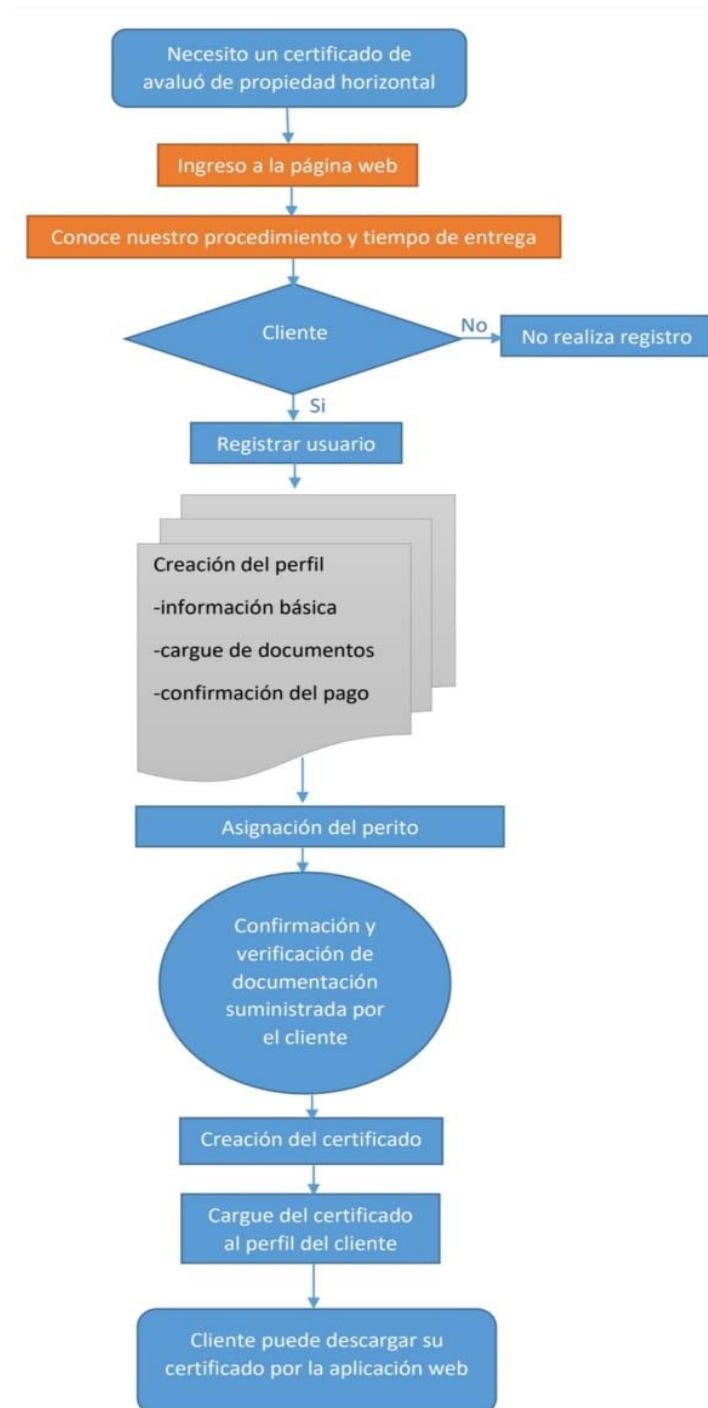 Necesito un certificado de
avaluó de propiedad horizontal
Ingreso a la página web
Conoce nuestro procedimiento y tiempo de entrega
Cliente
No
No realiza registro
Si
Registrar usuario
Creación del perfil
-información básica
-cargue de documentos
-confirmación del pago
Asignación del perito
Confirmación y
verificación de
documentación
suministrada por
el cliente
Creación del certificado
Cargue del certificado
al perfil del cliente
Cliente puede descargar su
certificado por la aplicación web